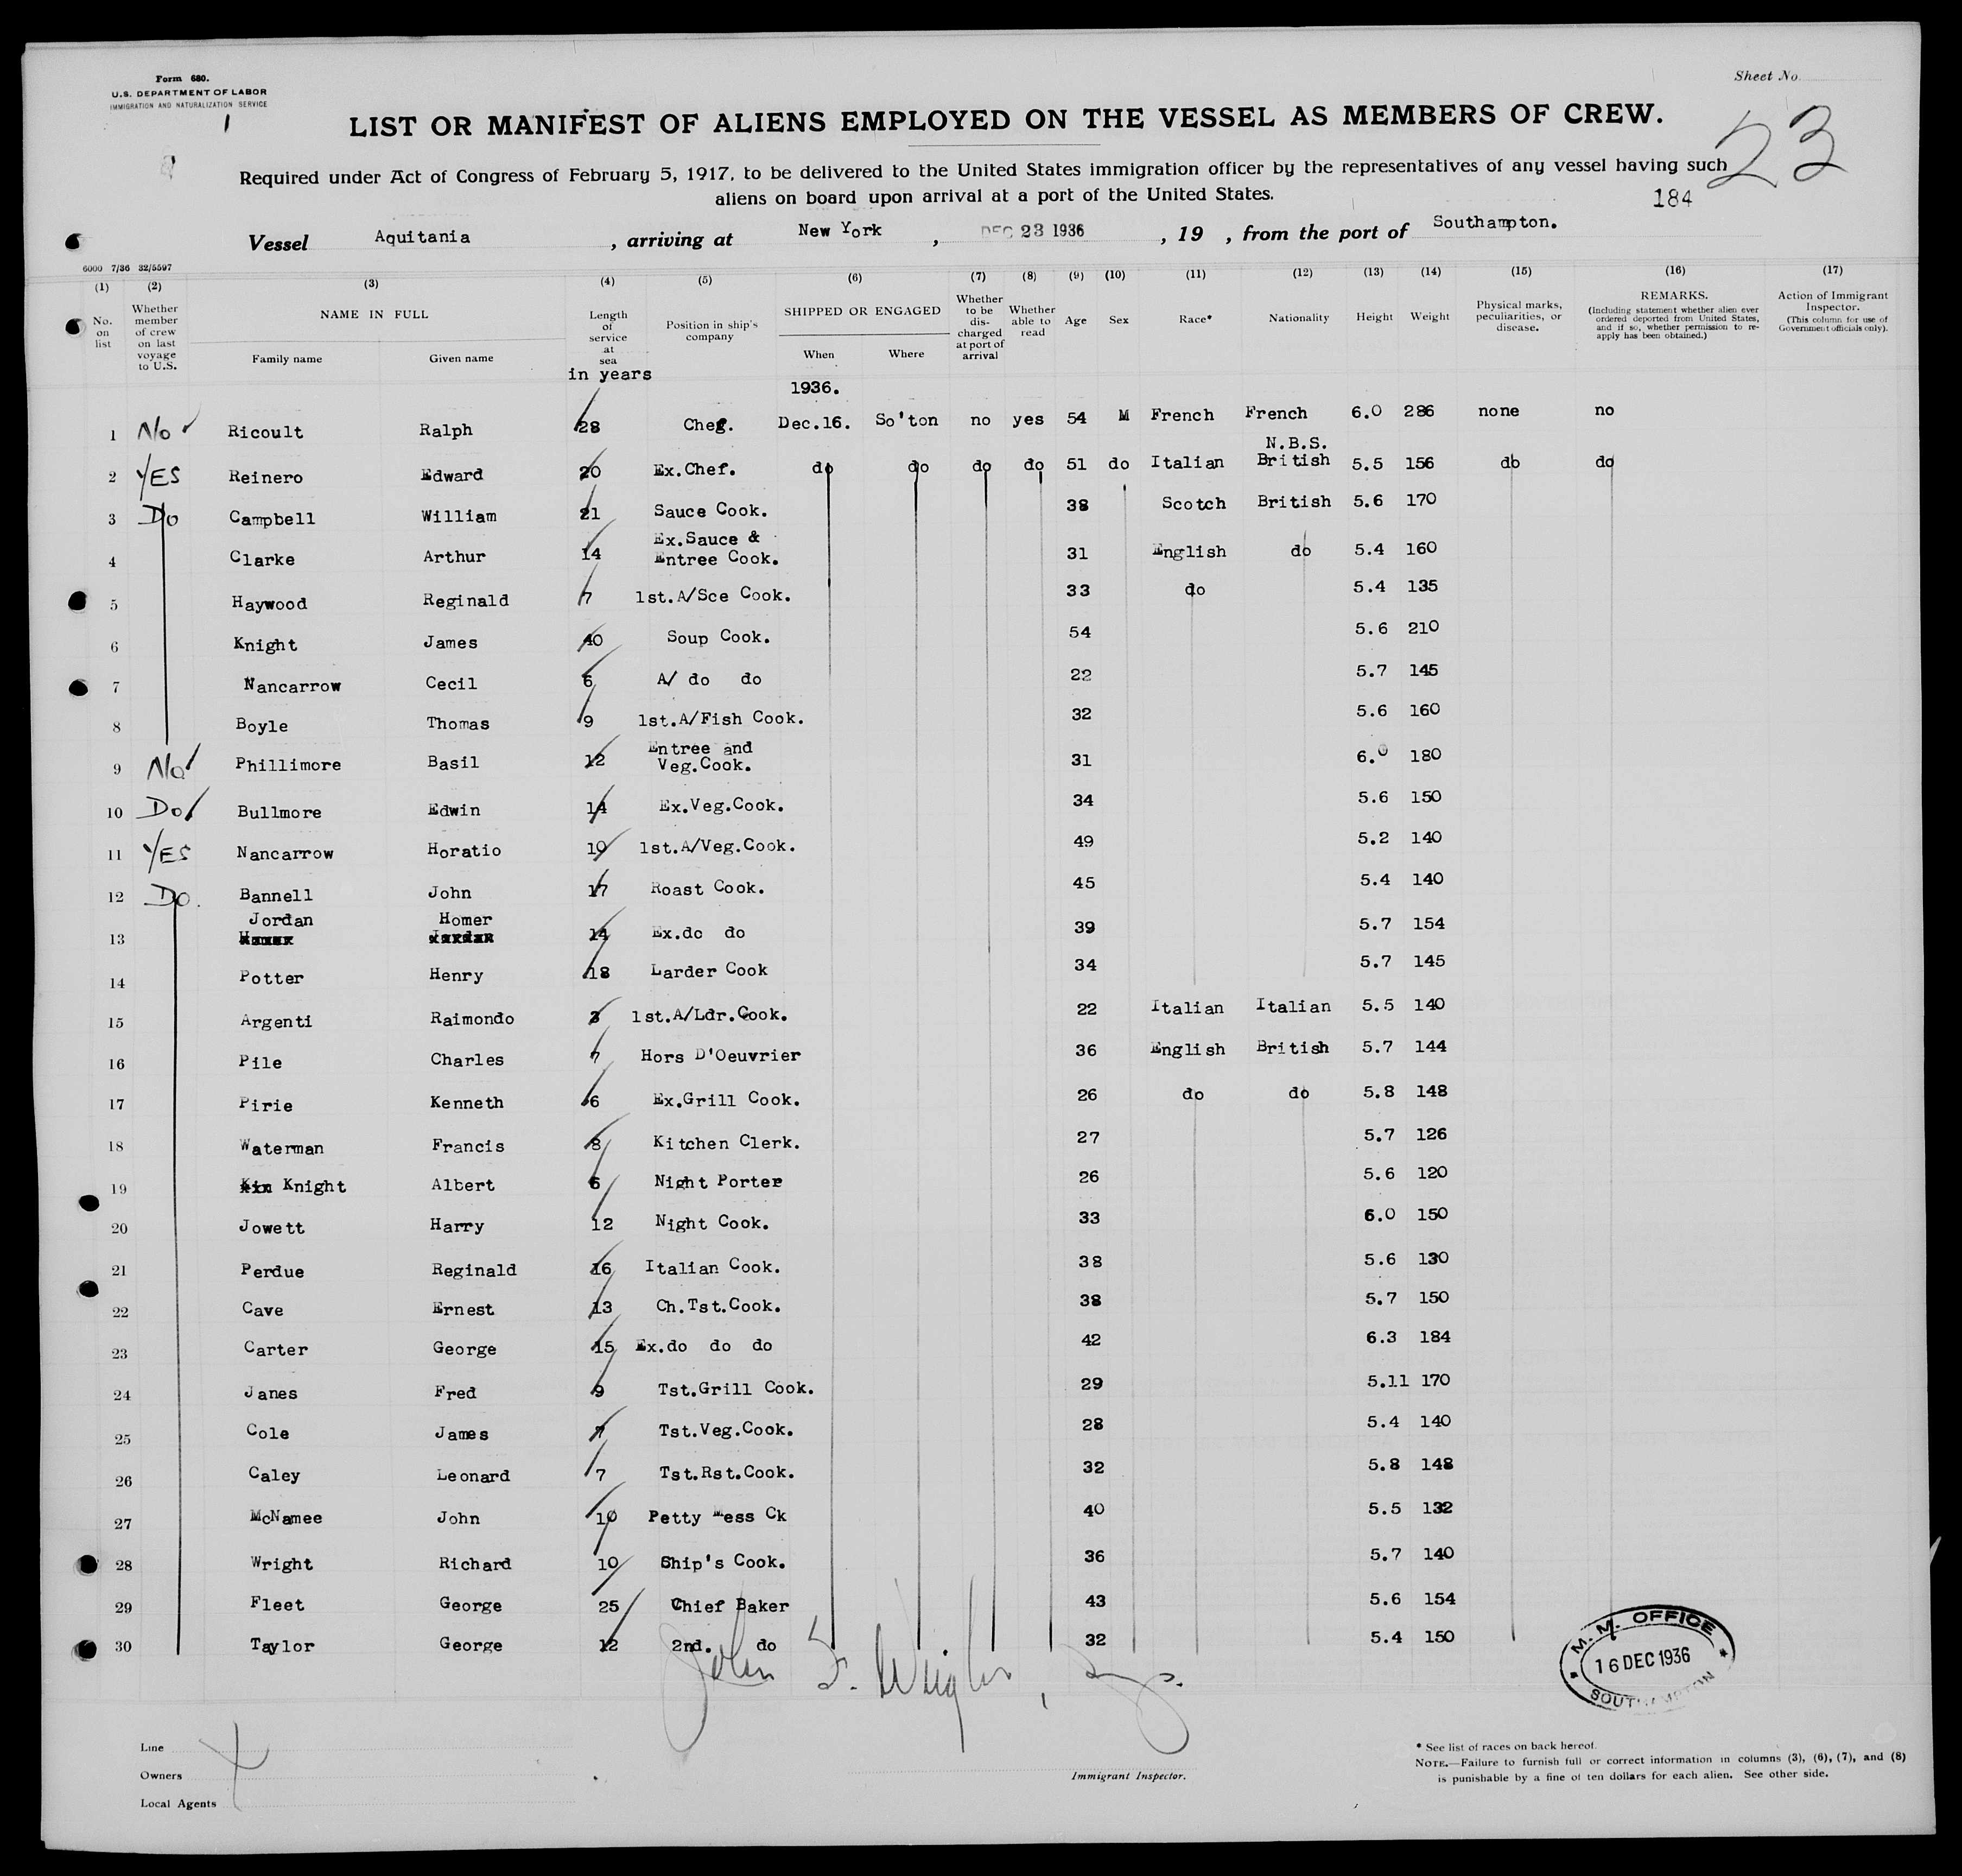 Form 680.
U.S. DEPARTMENT OF LABOR
IMMIGRATION AND NATURALIZATION SERVICE
Sheet No.
LIST OR MANIFEST OF ALIENS EMPLOYED ON THE VESSEL AS MEMBERS OF CREW.
23
Required under Act of Congress of February 5, 1917, to be delivered to the United States immigration officer by the representatives of any vessel having such
aliens on board upon arrival at a port of the United States.
184
Vessel Aquitania , arriving at New York , DEC 23 1936 , 19 , from the port of Southampton.
6000 7/36 32/5597
(1) (2) (3) (4) (5) (6) (7) (8) (9) (10) (11) (12) (13) (14) (15) (16) (17)
No. on list Whether member of crew on last voyage to U.S. NAME IN FULL Family name Given name Length of service at sea in years Position in ship's company SHIPPED OR ENGAGED When Where Whether to be discharged at port of arrival Whether able to read Age Sex Race* Nationality Height Weight Physical marks, peculiarities, or disease. REMARKS. (Including statement whether alien ever ordered deported from United States, and if so, whether permission to re-apply has been obtained.) Action of Immigrant Inspector. (This column for use of Government officials only).
1936.
1 No Ricoult Ralph 28 Chef. Dec.16. So'ton no yes 54 M French French 6.0 286 none no
2 YES Reinero Edward 20 Ex.Chef. do do do do 51 do Italian N.B.S. British 5.5 156 do do
3 Do Campbell William 21 Sauce Cook. 38 Scotch British 5.6 170
4 Clarke Arthur 14 Ex.Sauce & Entree Cook. 31 English do 5.4 160
5 Haywood Reginald 7 1st.A/Sce Cook. 33 do 5.4 135
6 Knight James 40 Soup Cook. 54 5.6 210
7 Nancarrow Cecil 6 A/ do do 22 5.7 145
8 Boyle Thomas 9 1st.A/Fish Cook. 32 5.6 160
9 No Phillimore Basil 12 Entree and Veg.Cook. 31 6.0 180
10 Do Bullmore Edwin 14 Ex.Veg.Cook. 34 5.6 150
11 YES Nancarrow Horatio 10 1st.A/Veg.Cook. 49 5.2 140
12 Do. Bannell John 17 Roast Cook. 45 5.4 140
13 Jordan Homer 14 Ex.do do 39 5.7 154
14 Potter Henry 18 Larder Cook 34 5.7 145
15 Argenti Raimondo 3 1st.A/Ldr.Cook. 22 Italian Italian 5.5 140
16 Pile Charles 7 Hors D'Oeuvrier 36 English British 5.7 144
17 Pirie Kenneth 6 Ex.Grill Cook. 26 do do 5.8 148
18 Waterman Francis 8 Kitchen Clerk. 27 5.7 126
19 Knight Albert 6 Night Porter 26 5.6 120
20 Jowett Harry 12 Night Cook. 33 6.0 150
21 Perdue Reginald 16 Italian Cook. 38 5.6 130
22 Cave Ernest 13 Ch.Tst.Cook. 38 5.7 150
23 Carter George 15 Ex.do do do 42 6.3 184
24 Janes Fred 9 Tst.Grill Cook. 29 5.11 170
25 Cole James 7 Tst.Veg.Cook. 28 5.4 140
26 Caley Leonard 7 Tst.Rst.Cook. 32 5.8 148
27 McNamee John 10 Petty Mess Ck 40 5.5 132
28 Wright Richard 10 Ship's Cook. 36 5.7 140
29 Fleet George 25 Chief Baker 43 5.6 154
30 Taylor George 12 2nd. do 32 5.4 150
M.M. OFFICE
16 DEC 1936
SOUTHAMPTON
John
Line
Owners
Local Agents
Immigrant Inspector.
* See list of races on back hereof.
NOTE.—Failure to furnish full or correct information in columns (3), (6), (7), and (8)
is punishable by a fine of ten dollars for each alien. See other side.